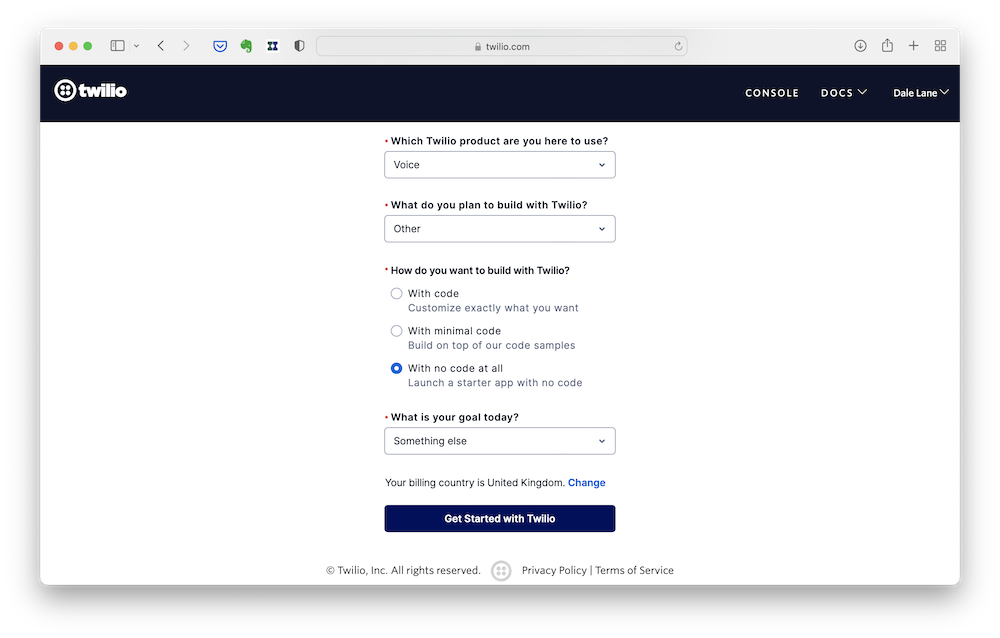 twilio.com
twilio
CONSOLE
DOCS
Dale Lane
* Which Twilio product are you here to use?
Voice
* What do you plan to build with Twilio?
Other
* How do you want to build with Twilio?
With code
Customize exactly what you want
With minimal code
Build on top of our code samples
With no code at all
Launch a starter app with no code
* What is your goal today?
Something else
Your billing country is United Kingdom. Change
Get Started with Twilio
© Twilio, Inc. All rights reserved. Privacy Policy | Terms of Service